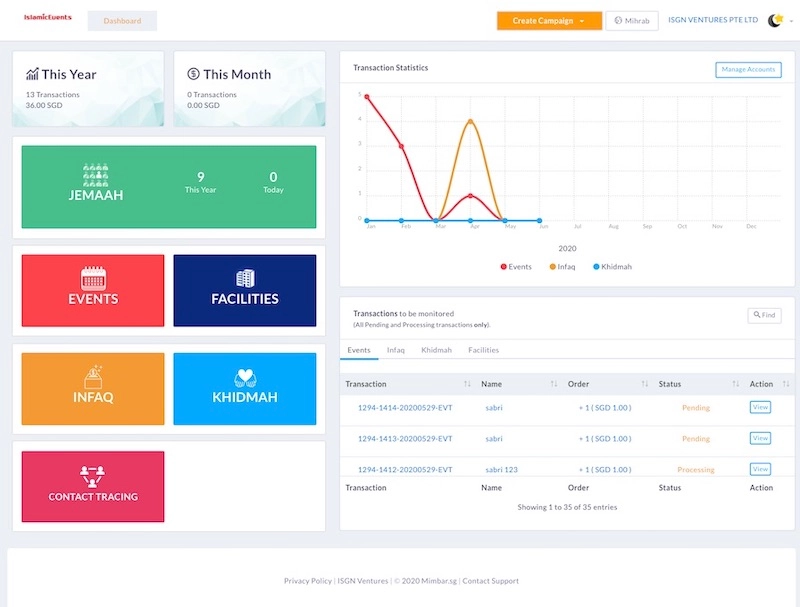 IslamicEvents
Dashboard
Create Campaign
Mihrab
ISGN VENTURES PTE LTD
This Year
13 Transactions
36.00 SGD
This Month
0 Transactions
0.00 SGD
JEMAAH
9
This Year
0
Today
EVENTS
FACILITIES
INFAQ
KHIDMAH
CONTACT TRACING
Transaction Statistics
Manage Accounts
5
4
3
2
1
0
Jan Feb Mar Apr May Jun Jul Aug Sep Oct Nov Dec
2020
Events Infaq Khidmah
Transactions to be monitored
(All Pending and Processing transactions only).
Find
Events Infaq Khidmah Facilities
Transaction Name Order Status Action
1294-1414-20200529-EVT sabri + 1 ( SGD 1.00 ) Pending View
1294-1413-20200529-EVT sabri + 1 ( SGD 1.00 ) Pending View
1294-1412-20200529-EVT sabri 123 + 1 ( SGD 1.00 ) Processing View
Transaction Name Order Status Action
Showing 1 to 35 of 35 entries
Privacy Policy | ISGN Ventures | © 2020 Mimbar.sg | Contact Support